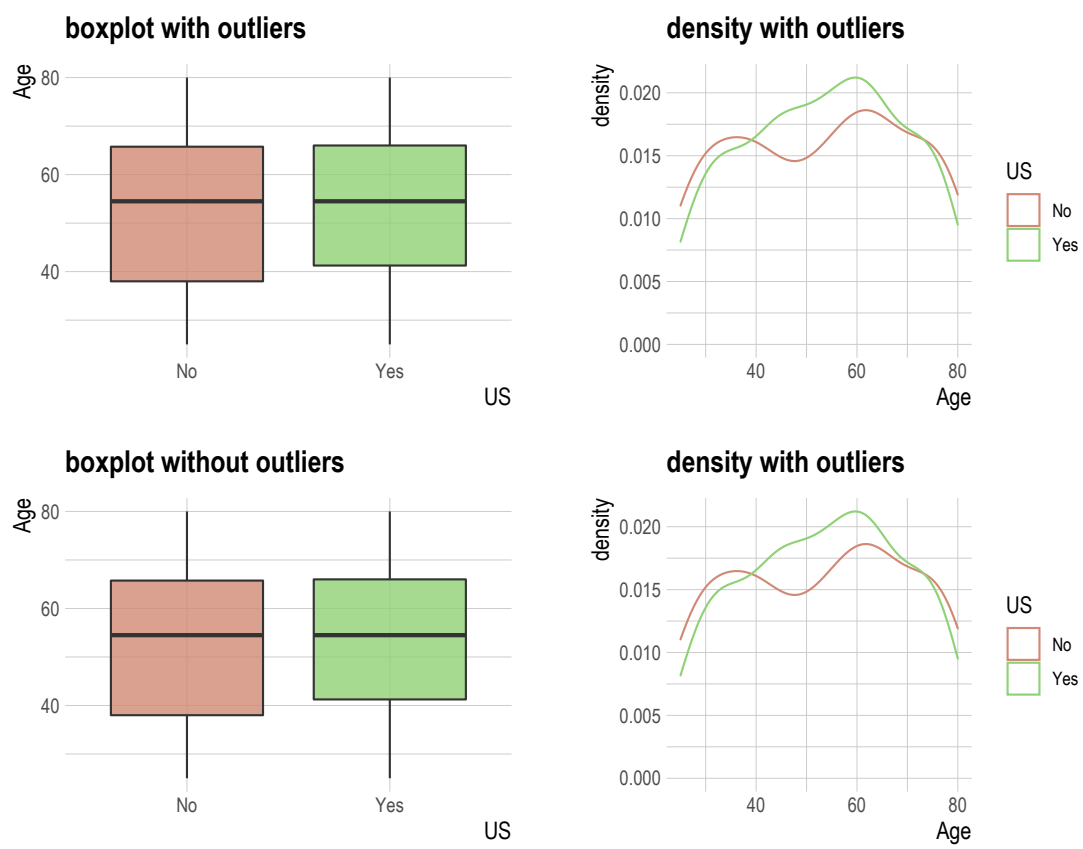 boxplot with outliers
Age
80
60
40
No
Yes
US
density with outliers
density
0.020
0.015
0.010
0.005
0.000
40
60
80
Age
US
No
Yes
boxplot without outliers
Age
80
60
40
No
Yes
US
density with outliers
density
0.020
0.015
0.010
0.005
0.000
40
60
80
Age
US
No
Yes